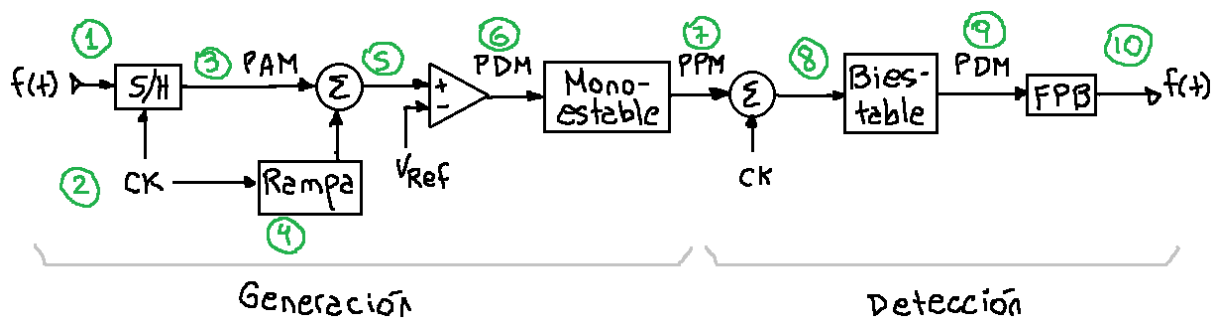 1
2
3
4
5
6
7
8
9
10
f(t)
S/H
PAM
Σ
+
−
PDM
Mono-
estable
PPM
Σ
Bies-
table
PDM
FPB
f(t)
CK
Rampa
VRef
CK
Generación
Detección